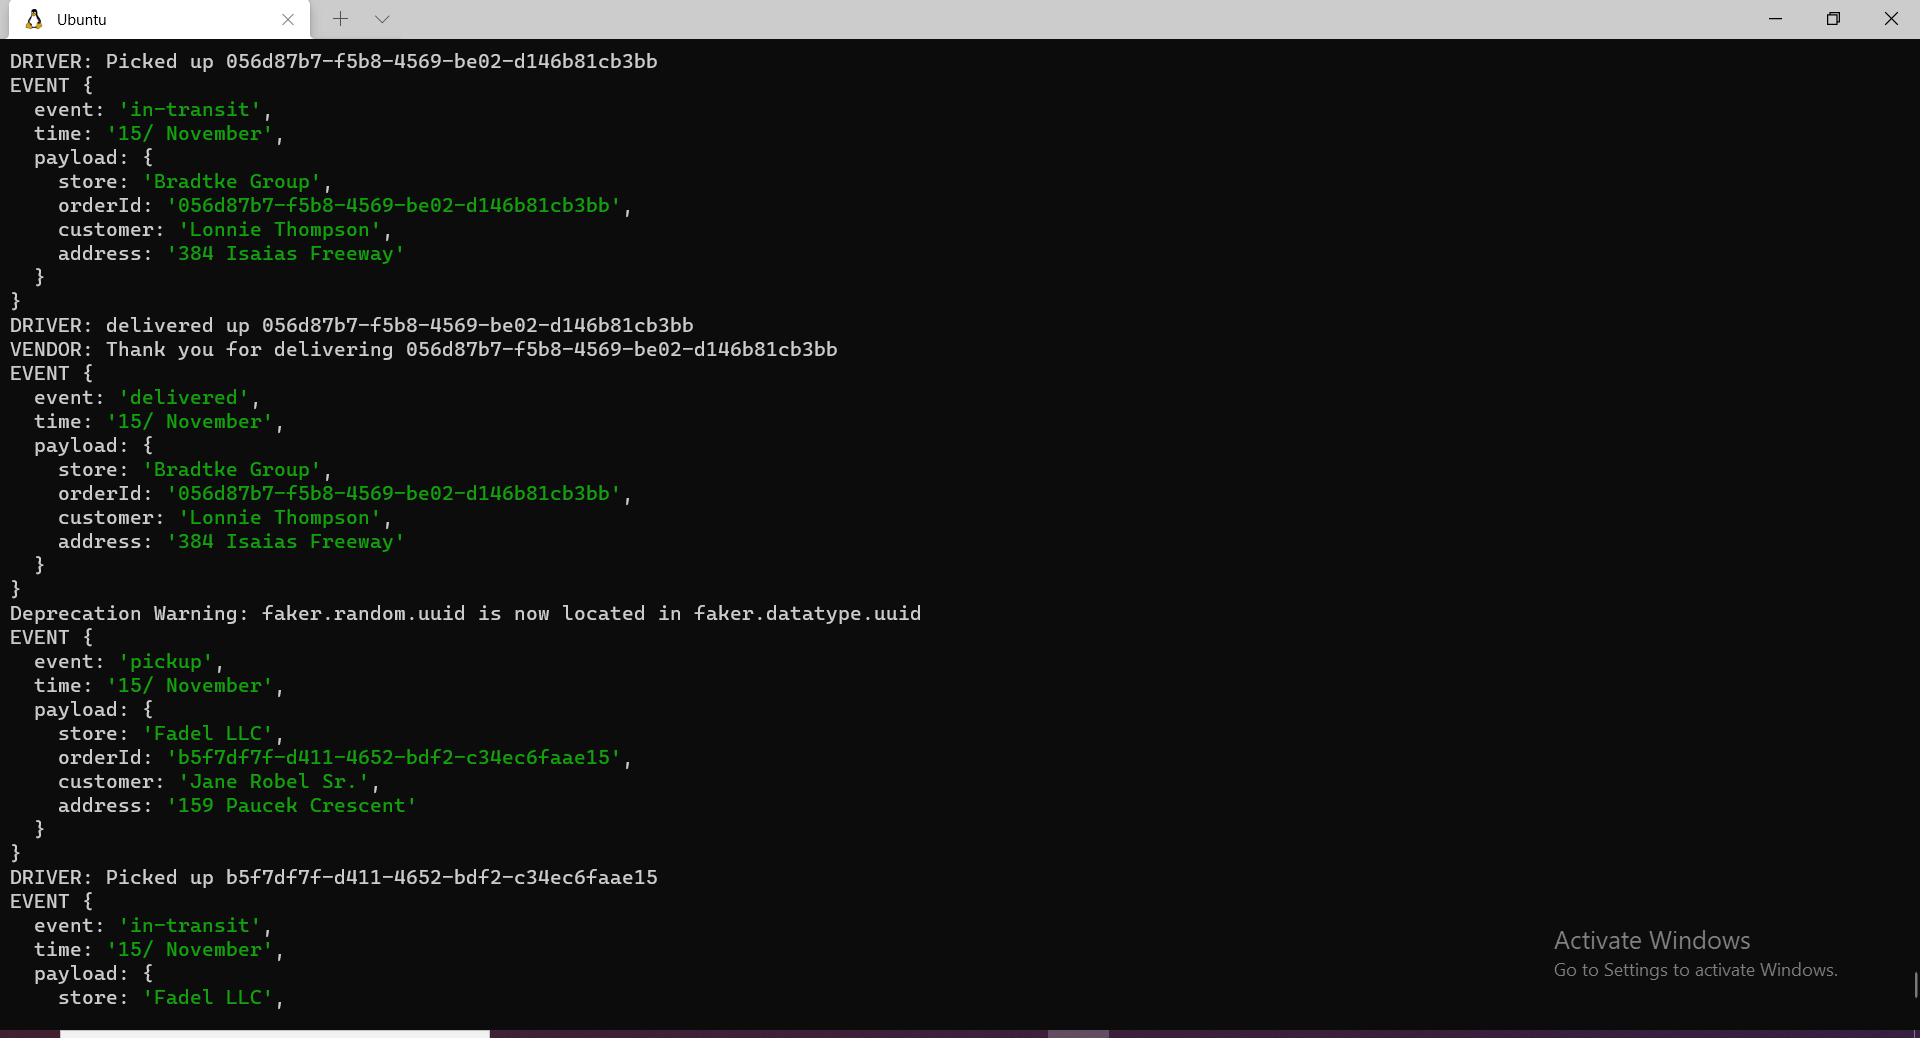 Ubuntu
DRIVER: Picked up 056d87b7-f5b8-4569-be02-d146b81cb3bb
EVENT {
  event: 'in-transit',
  time: '15/ November',
  payload: {
    store: 'Bradtke Group',
    orderId: '056d87b7-f5b8-4569-be02-d146b81cb3bb',
    customer: 'Lonnie Thompson',
    address: '384 Isaias Freeway'
  }
}
DRIVER: delivered up 056d87b7-f5b8-4569-be02-d146b81cb3bb
VENDOR: Thank you for delivering 056d87b7-f5b8-4569-be02-d146b81cb3bb
EVENT {
  event: 'delivered',
  time: '15/ November',
  payload: {
    store: 'Bradtke Group',
    orderId: '056d87b7-f5b8-4569-be02-d146b81cb3bb',
    customer: 'Lonnie Thompson',
    address: '384 Isaias Freeway'
  }
}
Deprecation Warning: faker.random.uuid is now located in faker.datatype.uuid
EVENT {
  event: 'pickup',
  time: '15/ November',
  payload: {
    store: 'Fadel LLC',
    orderId: 'b5f7df7f-d411-4652-bdf2-c34ec6faae15',
    customer: 'Jane Robel Sr.',
    address: '159 Paucek Crescent'
  }
}
DRIVER: Picked up b5f7df7f-d411-4652-bdf2-c34ec6faae15
EVENT {
  event: 'in-transit',
  time: '15/ November',
  payload: {
    store: 'Fadel LLC',
Activate Windows
Go to Settings to activate Windows.